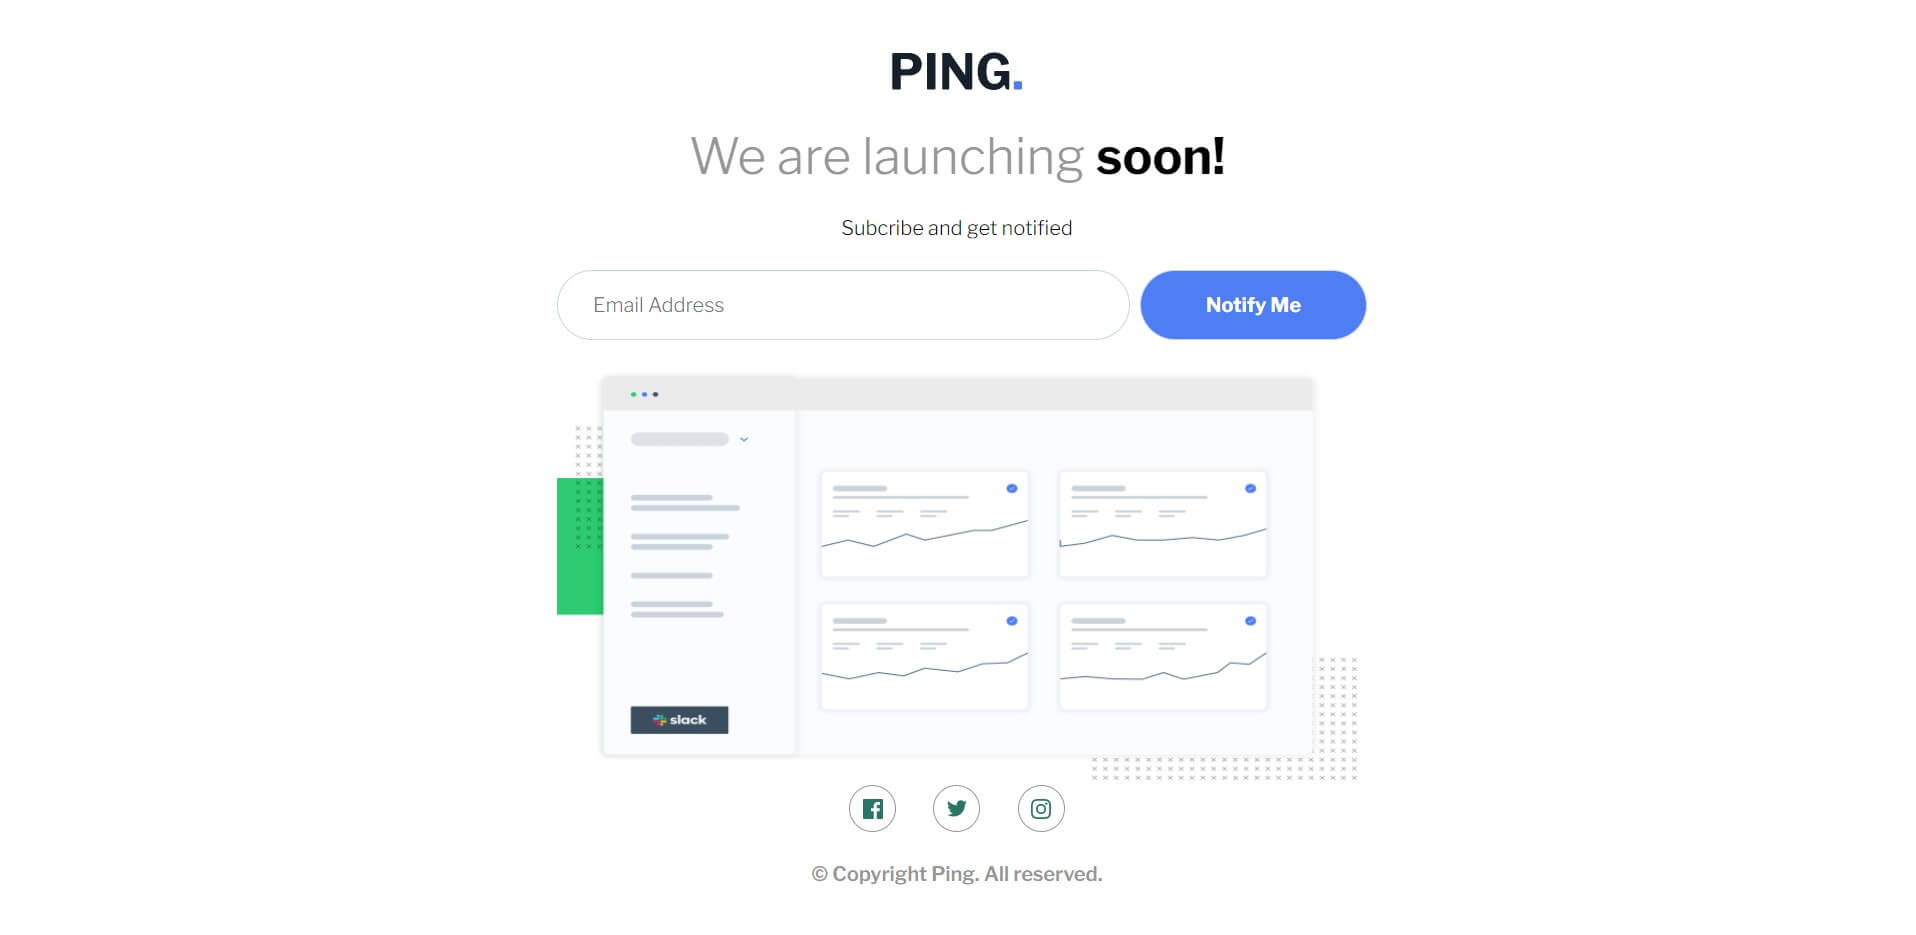 PING.
We are launching soon!
Subcribe and get notified
Email Address
Notify Me
slack
© Copyright Ping. All reserved.